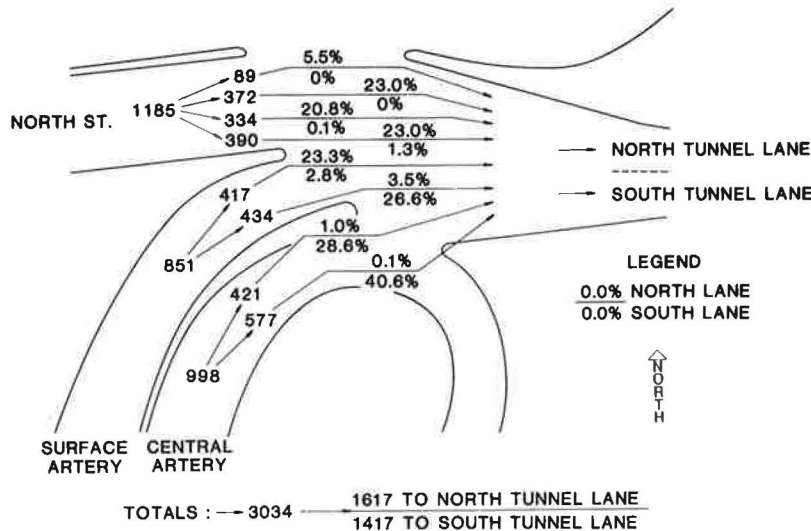 5.5%
89 0%
372 23.0%
1185 334 20.8% 0%
NORTH ST. 390 0.1% 23.0%
23.3% 1.3%
417 2.8% 3.5%
434 26.6%
851 1.0%
28.6% 0.1%
421 40.6%
577
998
NORTH TUNNEL LANE
SOUTH TUNNEL LANE
LEGEND
0.0% NORTH LANE
0.0% SOUTH LANE
NORTH
SURFACE ARTERY
CENTRAL ARTERY
TOTALS : 3034 1617 TO NORTH TUNNEL LANE
1417 TO SOUTH TUNNEL LANE